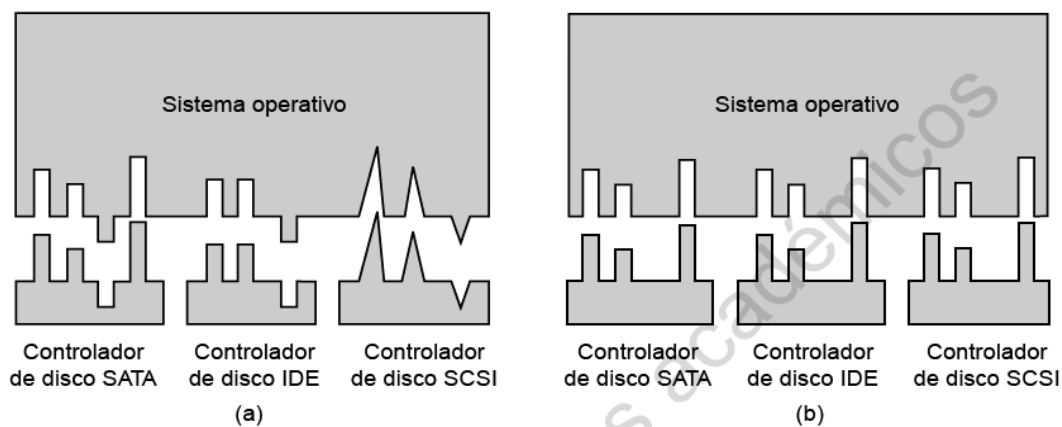 Sistema operativo
Controlador
de disco SATA
Controlador
de disco IDE
Controlador
de disco SCSI
(a)
Sistema operativo
Controlador
de disco SATA
Controlador
de disco IDE
Controlador
de disco SCSI
(b)
académicos